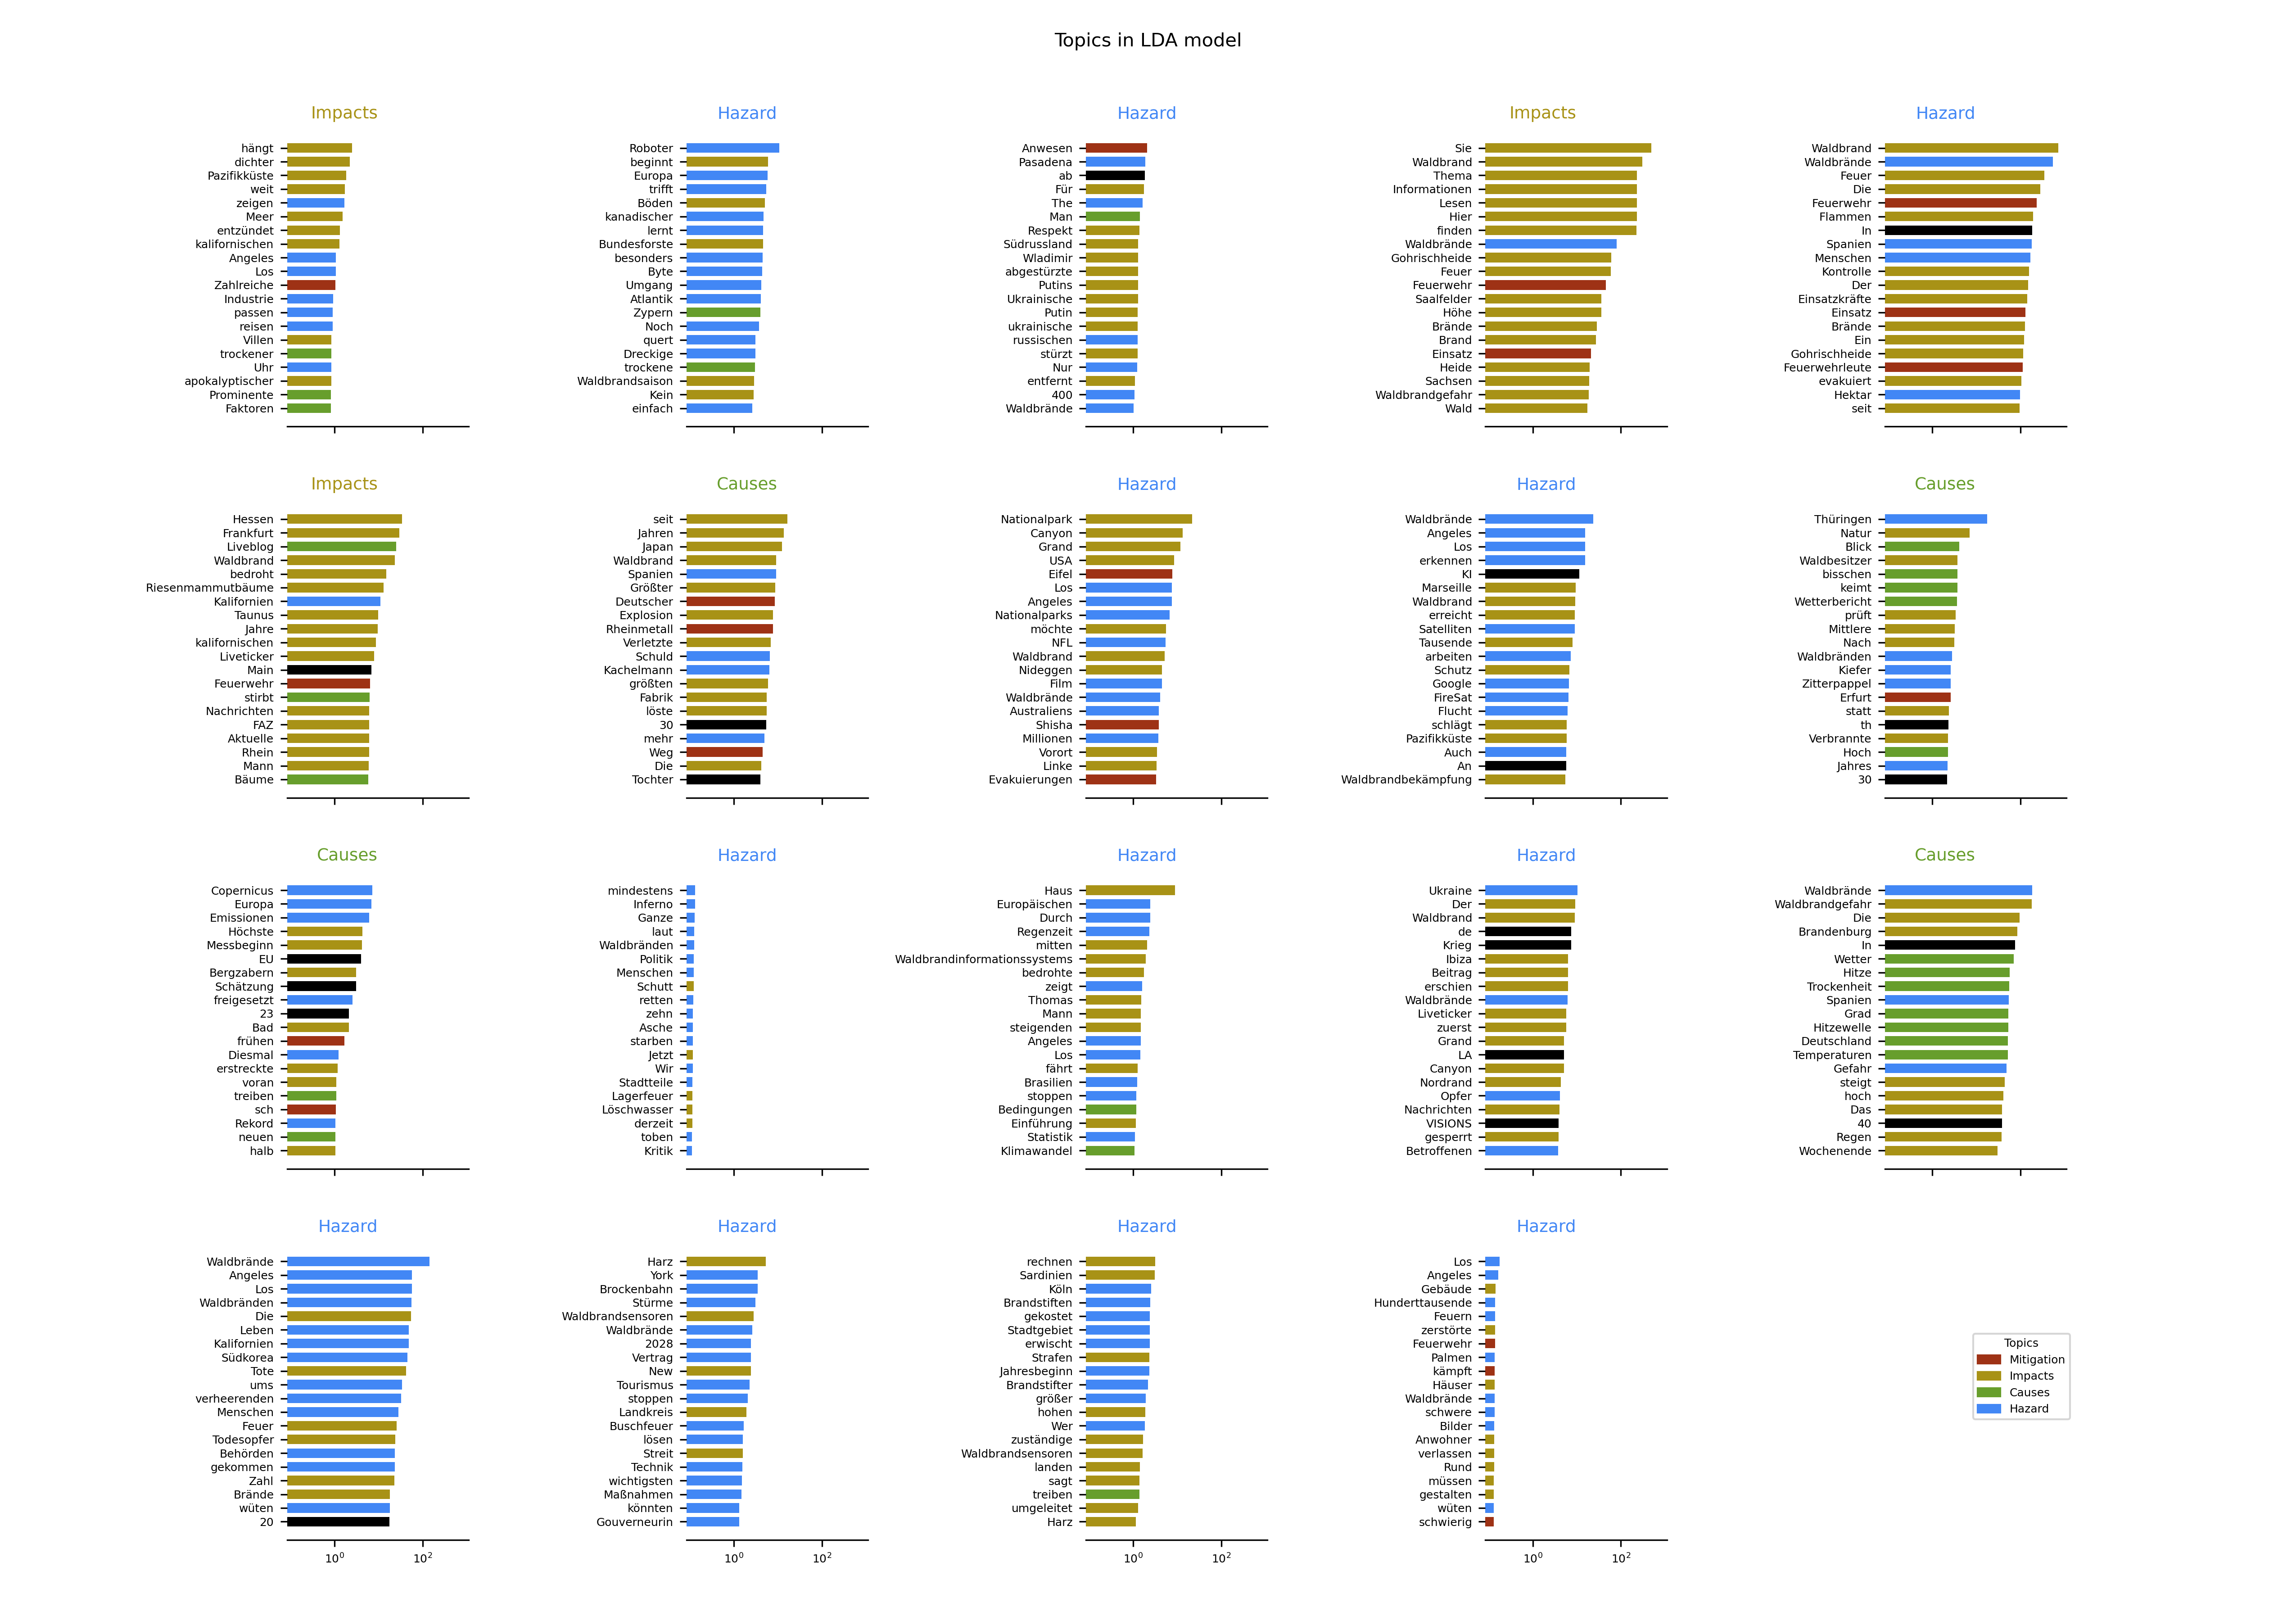 Topics in LDA model
Impacts
hängt
dichter
Pazifikküste
weit
zeigen
Meer
entzündet
kalifornischen
Angeles
Los
Zahlreiche
Industrie
passen
reisen
Villen
trockener
Uhr
apokalyptischer
Prominente
Faktoren
Hazard
Roboter
beginnt
Europa
trifft
Böden
kanadischer
lernt
Bundesforste
besonders
Byte
Umgang
Atlantik
Zypern
Noch
quert
Dreckige
trockene
Waldbrandsaison
Kein
einfach
Hazard
Anwesen
Pasadena
ab
Für
The
Man
Respekt
Südrussland
Wladimir
abgestürzte
Putins
Ukrainische
Putin
ukrainische
russischen
stürzt
Nur
entfernt
400
Waldbrände
Impacts
Sie
Waldbrand
Thema
Informationen
Lesen
Hier
finden
Waldbrände
Gohrischheide
Feuer
Feuerwehr
Saalfelder
Höhe
Brände
Brand
Einsatz
Heide
Sachsen
Waldbrandgefahr
Wald
Hazard
Waldbrand
Waldbrände
Feuer
Die
Feuerwehr
Flammen
In
Spanien
Menschen
Kontrolle
Der
Einsatzkräfte
Einsatz
Brände
Ein
Gohrischheide
Feuerwehrleute
evakuiert
Hektar
seit
Impacts
Hessen
Frankfurt
Liveblog
Waldbrand
bedroht
Riesenmammutbäume
Kalifornien
Taunus
Jahre
kalifornischen
Liveticker
Main
Feuerwehr
stirbt
Nachrichten
FAZ
Aktuelle
Rhein
Mann
Bäume
Causes
seit
Jahren
Japan
Waldbrand
Spanien
Größter
Deutscher
Explosion
Rheinmetall
Verletzte
Schuld
Kachelmann
größten
Fabrik
löste
30
mehr
Weg
Die
Tochter
Hazard
Nationalpark
Canyon
Grand
USA
Eifel
Los
Angeles
Nationalparks
möchte
NFL
Waldbrand
Nideggen
Film
Waldbrände
Australiens
Shisha
Millionen
Vorort
Linke
Evakuierungen
Hazard
Waldbrände
Angeles
Los
erkennen
KI
Marseille
Waldbrand
erreicht
Satelliten
Tausende
arbeiten
Schutz
Google
FireSat
Flucht
schlägt
Pazifikküste
Auch
An
Waldbrandbekämpfung
Causes
Thüringen
Natur
Blick
Waldbesitzer
bisschen
keimt
Wetterbericht
prüft
Mittlere
Nach
Waldbränden
Kiefer
Zitterpappel
Erfurt
statt
th
Verbrannte
Hoch
Jahres
30
Causes
Copernicus
Europa
Emissionen
Höchste
Messbeginn
EU
Bergzabern
Schätzung
freigesetzt
23
Bad
frühen
Diesmal
erstreckte
voran
treiben
sch
Rekord
neuen
halb
Hazard
mindestens
Inferno
Ganze
laut
Waldbränden
Politik
Menschen
Schutt
retten
zehn
Asche
starben
Jetzt
Wir
Stadtteile
Lagerfeuer
Löschwasser
derzeit
toben
Kritik
Hazard
Haus
Europäischen
Durch
Regenzeit
mitten
Waldbrandinformationssystems
bedrohte
zeigt
Thomas
Mann
steigenden
Angeles
Los
fährt
Brasilien
stoppen
Bedingungen
Einführung
Statistik
Klimawandel
Hazard
Ukraine
Der
Waldbrand
de
Krieg
Ibiza
Beitrag
erschien
Waldbrände
Liveticker
zuerst
Grand
LA
Canyon
Nordrand
Opfer
Nachrichten
VISIONS
gesperrt
Betroffenen
Causes
Waldbrände
Waldbrandgefahr
Die
Brandenburg
In
Wetter
Hitze
Trockenheit
Spanien
Grad
Hitzewelle
Deutschland
Temperaturen
Gefahr
steigt
hoch
Das
40
Regen
Wochenende
Hazard
Waldbrände
Angeles
Los
Waldbränden
Die
Leben
Kalifornien
Südkorea
Tote
ums
verheerenden
Menschen
Feuer
Todesopfer
Behörden
gekommen
Zahl
Brände
wüten
20
10⁰ 10²
Hazard
Harz
York
Brockenbahn
Stürme
Waldbrandsensoren
Waldbrände
2028
Vertrag
New
Tourismus
stoppen
Landkreis
Buschfeuer
lösen
Streit
Technik
wichtigsten
Maßnahmen
könnten
Gouverneurin
10⁰ 10²
Hazard
rechnen
Sardinien
Köln
Brandstiften
gekostet
Stadtgebiet
erwischt
Strafen
Jahresbeginn
Brandstifter
größer
hohen
Wer
zuständige
Waldbrandsensoren
landen
sagt
treiben
umgeleitet
Harz
10⁰ 10²
Hazard
Los
Angeles
Gebäude
Hunderttausende
Feuern
zerstörte
Feuerwehr
Palmen
kämpft
Häuser
Waldbrände
schwere
Bilder
Anwohner
verlassen
Rund
müssen
gestalten
wüten
schwierig
10⁰ 10²
Topics
Mitigation
Impacts
Causes
Hazard